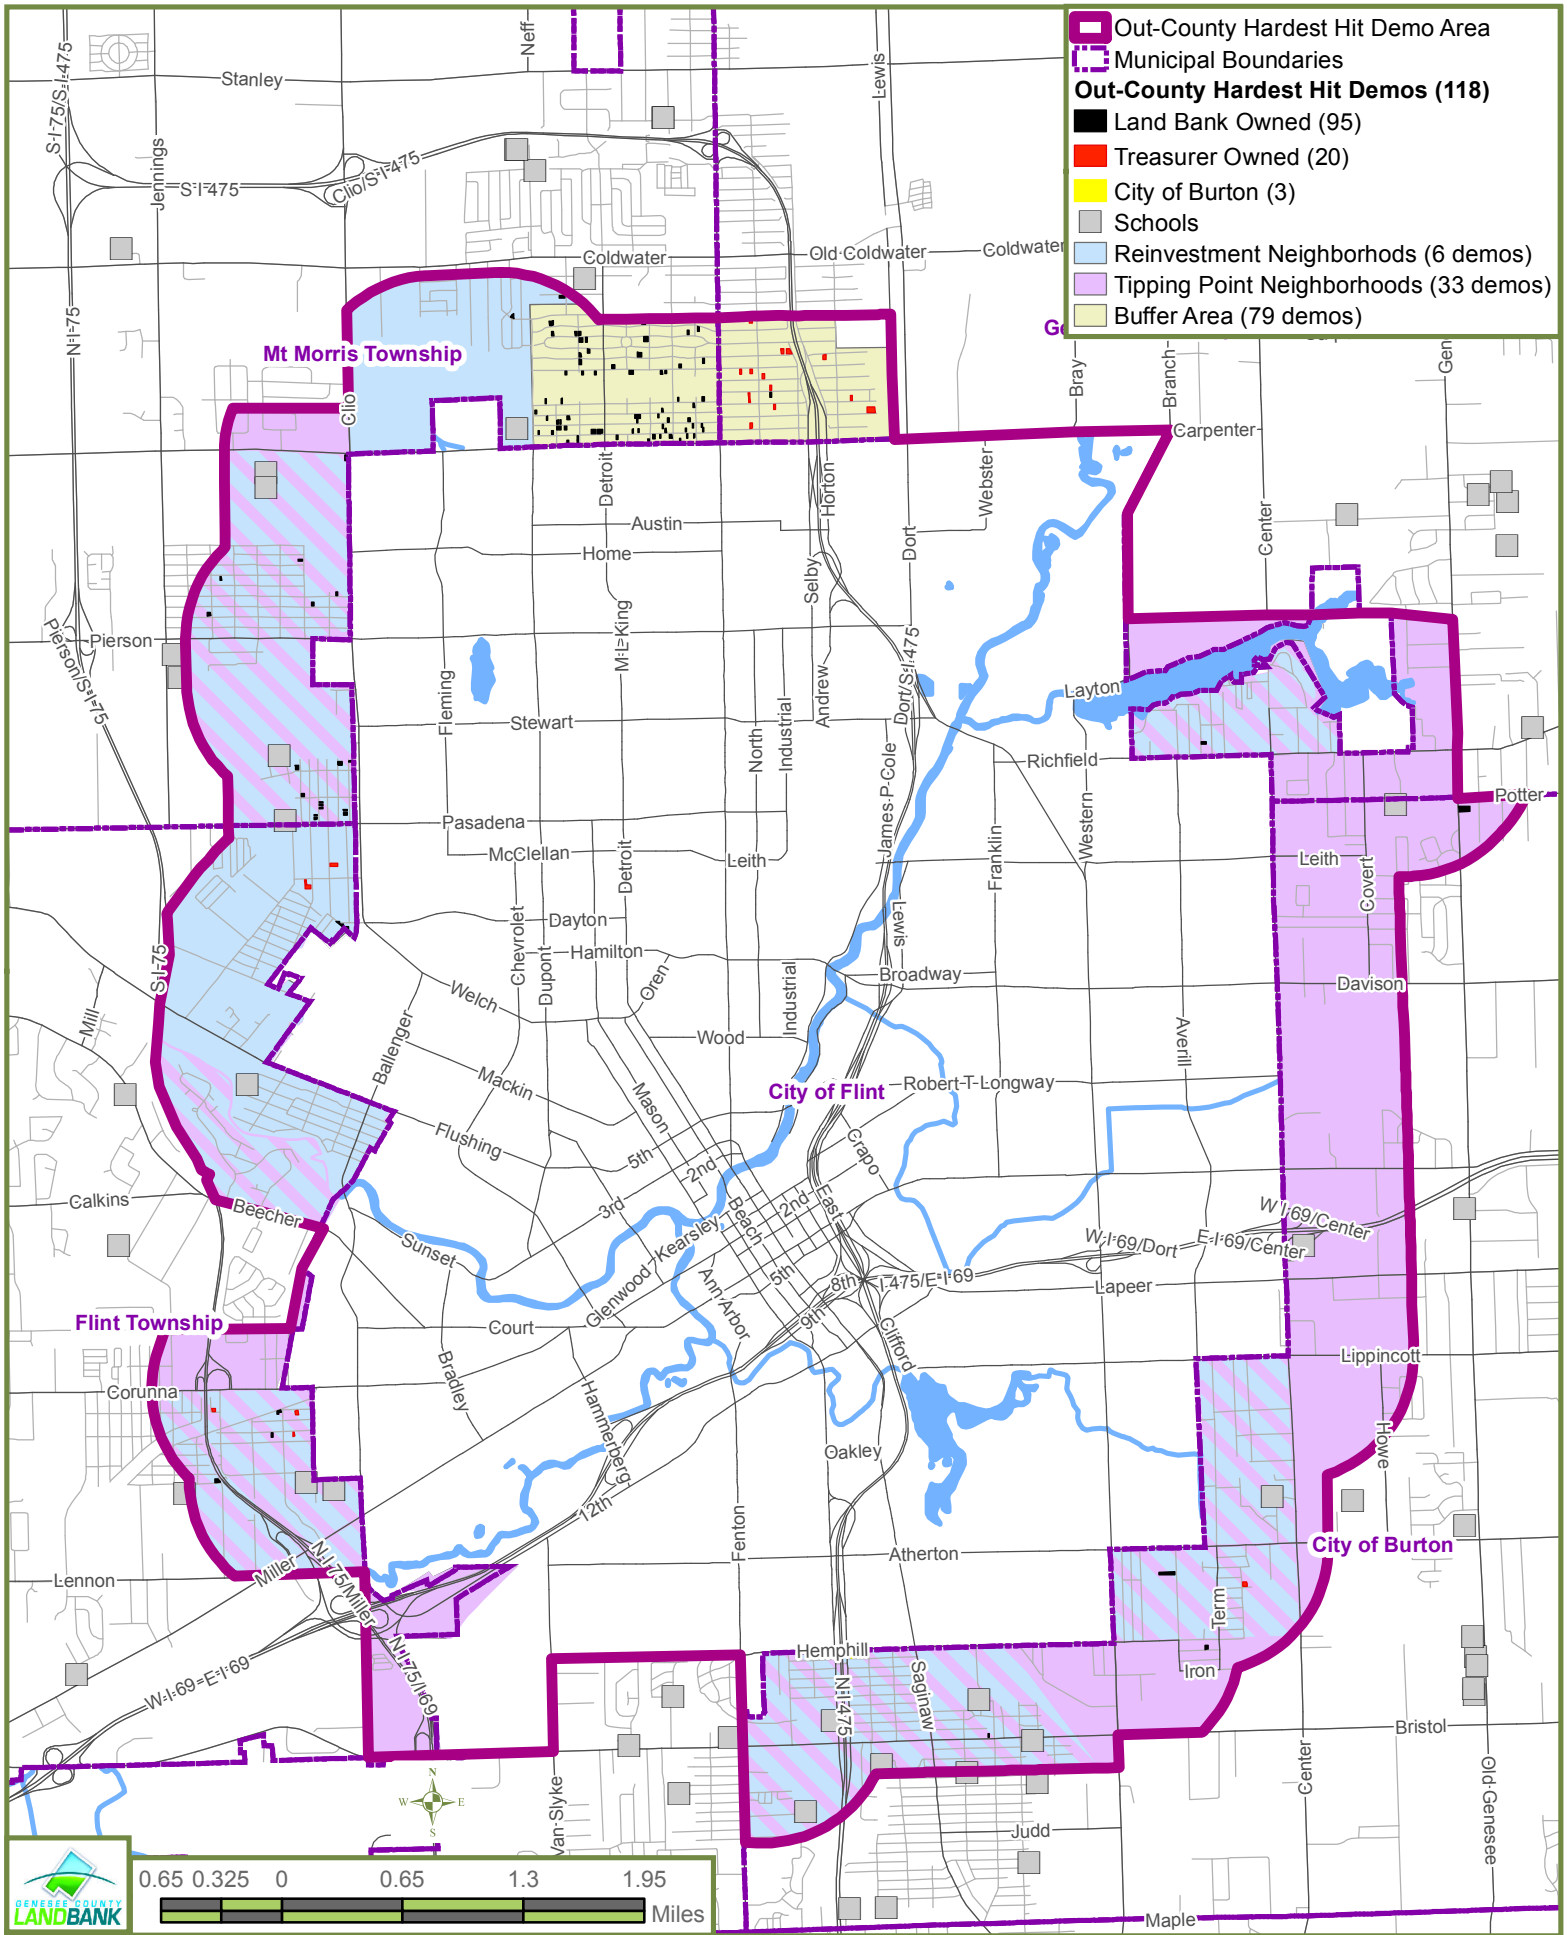 Out-County Hardest Hit Demo Area
Municipal Boundaries
Out-County Hardest Hit Demos (118)
Land Bank Owned (95)
Treasurer Owned (20)
City of Burton (3)
Schools
Reinvestment Neighborhods (6 demos)
Tipping Point Neighborhoods (33 demos)
Buffer Area (79 demos)
Neff
Lewis
S-I-75/S-I-475
Stanley
Jennings
S-I-475
Clio/S-I-475
Coldwater
Old-Coldwater
Coldwater
N-I-75
Ge
Gen
Mt Morris Township
Clio
Bray
Branch
Carpenter
Detroit
Horton
Webster
Austin
Home
Dort
Center
Selby
Pierson
Pierson/S-I-75
M-L-King
Fleming
Andrew
Dort/S-I-475
Layton
Stewart
North
Industrial
James-P-Cole
Richfield
Western
Potter
Pasadena
McClellan
Detroit
Leith
Franklin
Leith
Covert
Chevrolet
Dayton
Lewis
Hamilton
Dupont
S-I-75
Oren
Industrial
Broadway
Davison
Welch
Mill
Wood
Averill
Ballenger
Mackin
Mason
City of Flint
Robert-T-Longway
Flushing
5th
Crapo
2nd
Calkins
Beecher
3rd
Beach
2nd
East
Kearsley
W-I-69/Center
Sunset
W-I-69/Dort
E-I-69/Center
Glenwood
Ann-Arbor
5th
8th
I-475/E-I-69
Lapeer
Flint Township
Court
9th
Clifford
Bradley
Lippincott
Corunna
Hammerberg
Howe
Oakley
12th
Fenton
City of Burton
Atherton
Lennon
Miller
N-I-75/Miller
Term
Hemphill
N-I-75/I-69
W-I-69-E-I-69
N-I-475
Saginaw
Iron
Bristol
Van-Slyke
Center
Old-Genesee
N
W
E
S
Judd
0.65 0.325 0 0.65 1.3 1.95
Miles
GENESEE COUNTY
LANDBANK
Maple